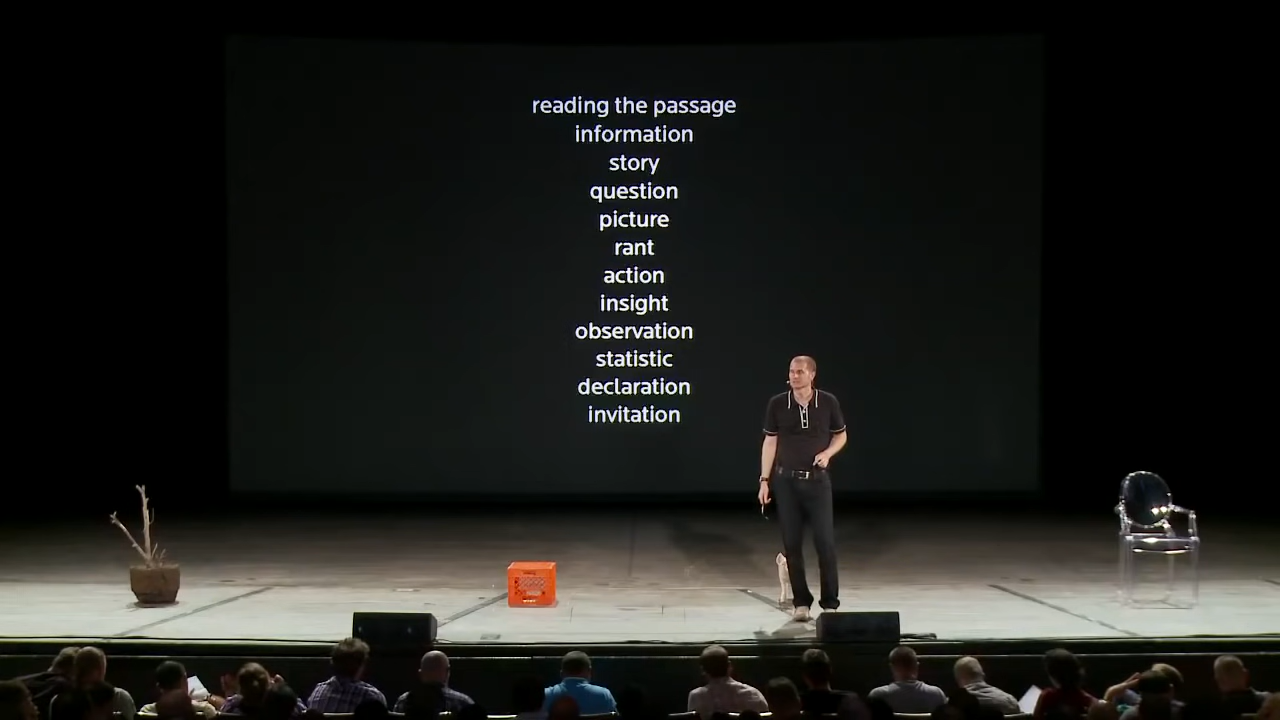 reading the passage
information
story
question
picture
rant
action
insight
observation
statistic
declaration
invitation